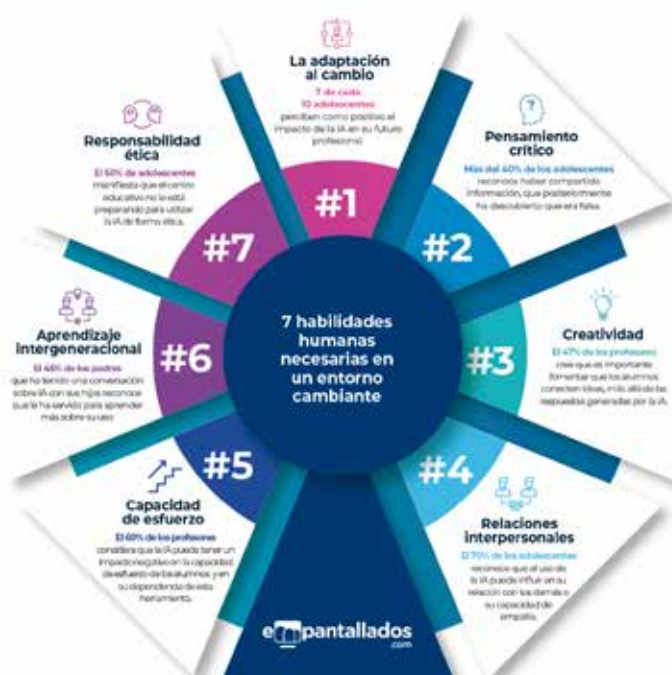 La adaptación
al cambio
7 de cada
10 adolescentes
perciben como positivo el
impacto de la IA en su futuro
profesional.
#1
Pensamiento
crítico
Más del 40% de los adolescentes
reconoce haber compartido
información, que posteriormente
ha descubierto que era falsa.
#2
Creatividad
El 47% de los profesores
cree que es importante
fomentar que los alumnos
conecten ideas, más allá de las
respuestas generadas por la IA.
#3
Relaciones
interpersonales
El 70% de los adolescentes
reconoce que el uso de
la IA puede influir en su
relación con los demás o
su capacidad de
empatía.
#4
Capacidad
de esfuerzo
El 60% de los profesores
considera que la IA puede tener un
impacto negativo en la capacidad
de esfuerzo de los alumnos y en
su dependencia de esta
herramienta.
#5
Aprendizaje
intergeneracional
de los padres
que ha tenido una conversación
sobre IA con sus hijos reconoce
que le ha servido para aprender
más sobre su uso.
#6
Responsabilidad
ética
El 50% de adolescentes
manifiesta que el centro
educativo no le está
preparando para utilizar
la IA de forma ética.
#7
7 habilidades
humanas
necesarias en
un entorno
cambiante
empantallados
.com